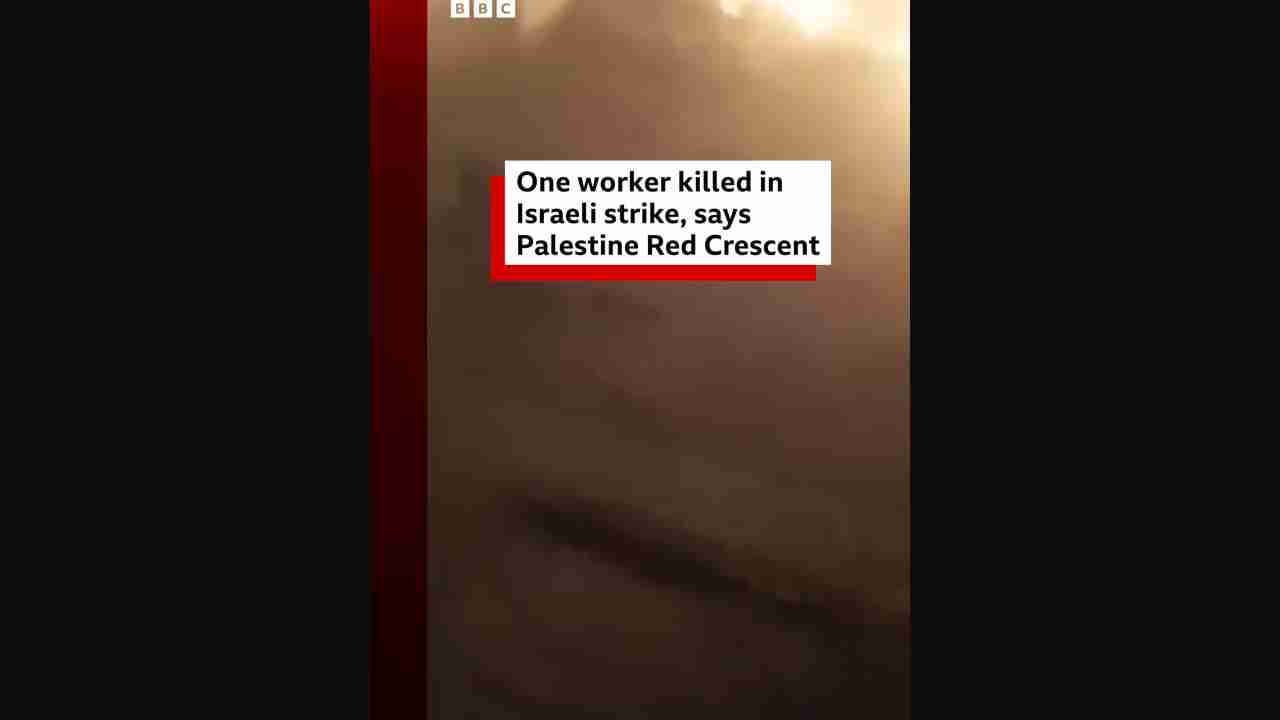 BBC
One worker killed in
Israeli strike, says
Palestine Red Crescent